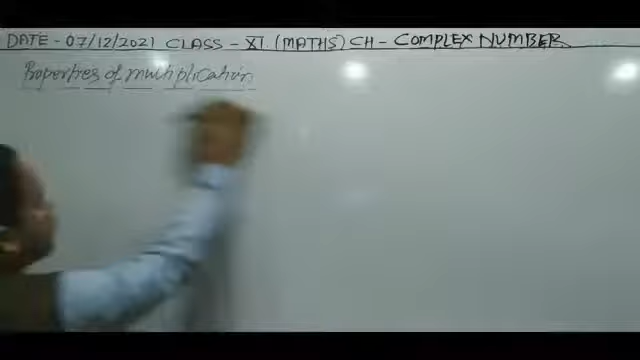 DATE - 07/12/2021 CLASS - XI (MATHS) CH - COMPLEX NUMBER
Properties of multiplication